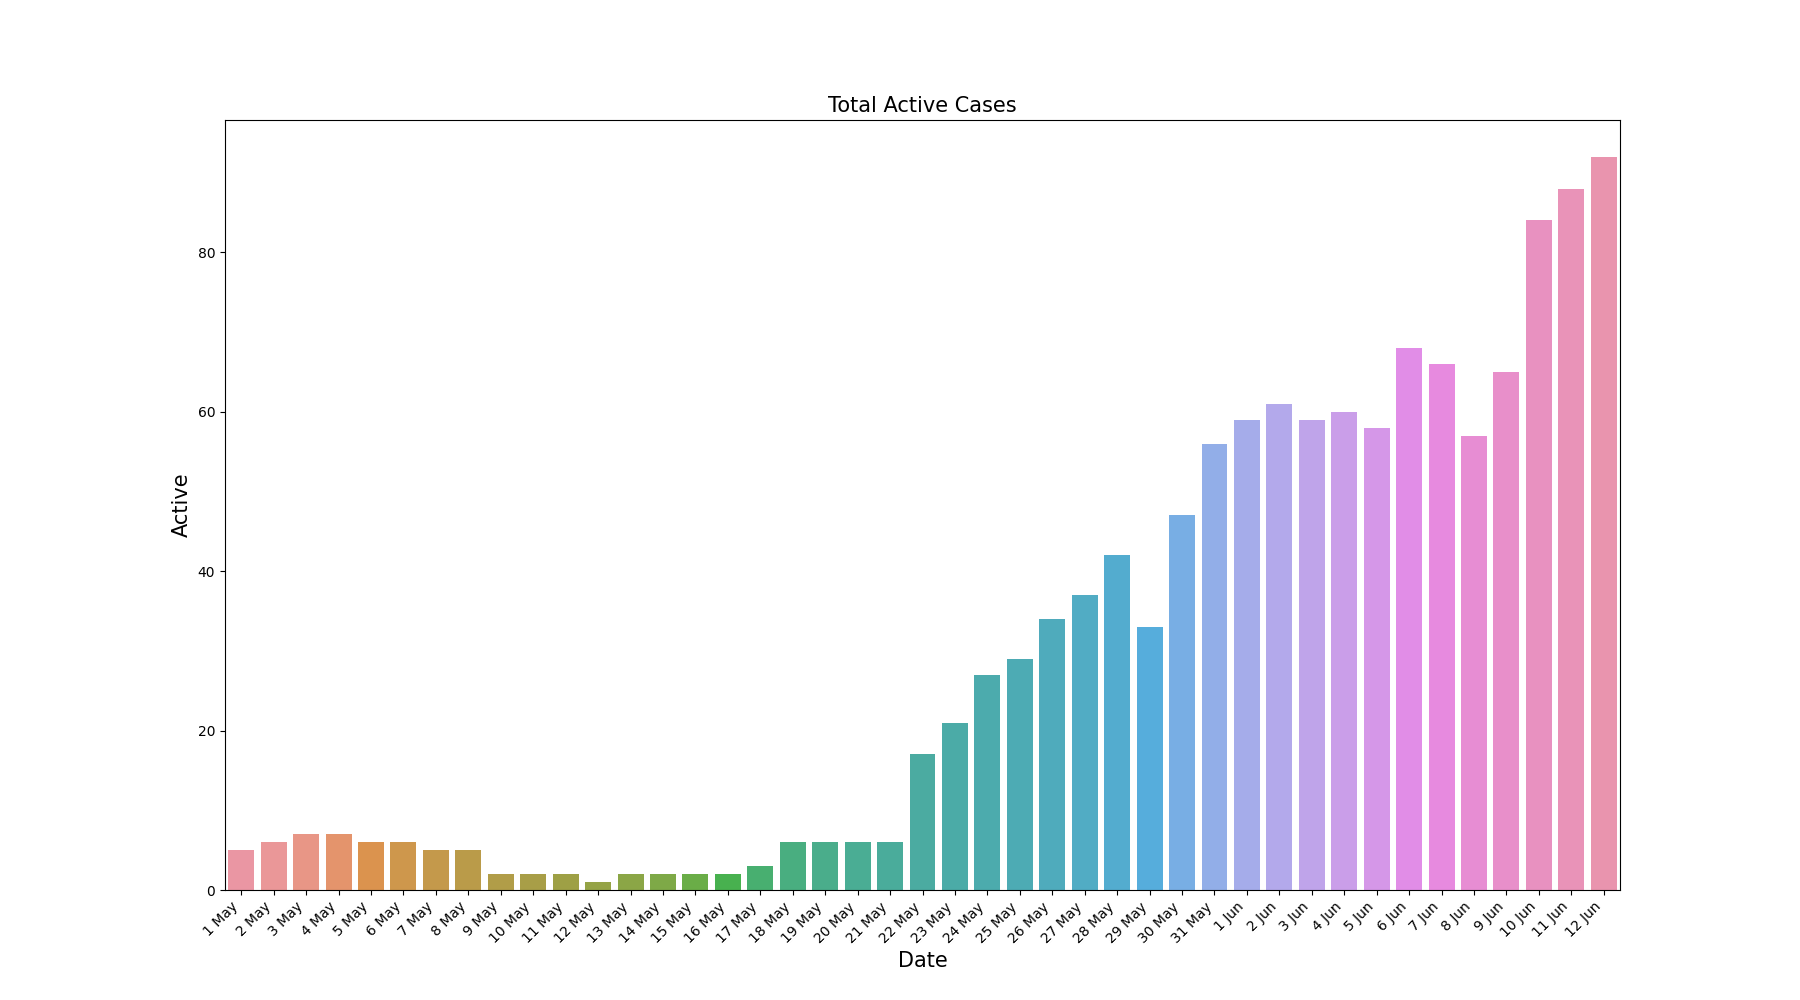 Total Active Cases
Active
80
60
40
20
0
1 May
2 May
3 May
4 May
5 May
6 May
7 May
8 May
9 May
10 May
11 May
12 May
13 May
14 May
15 May
16 May
17 May
18 May
19 May
20 May
21 May
22 May
23 May
24 May
25 May
26 May
27 May
28 May
29 May
30 May
31 May
1 Jun
2 Jun
3 Jun
4 Jun
5 Jun
6 Jun
7 Jun
8 Jun
9 Jun
10 Jun
11 Jun
12 Jun
Date